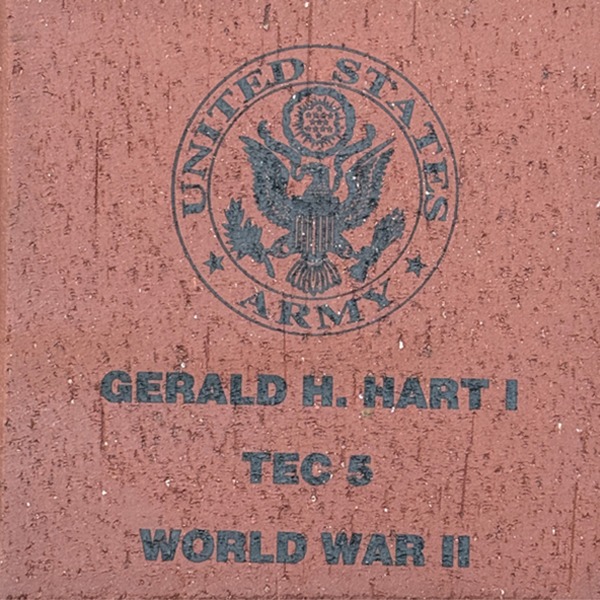 UNITED STATES
ARMY
GERALD H. HART I
TEC 5
WORLD WAR II